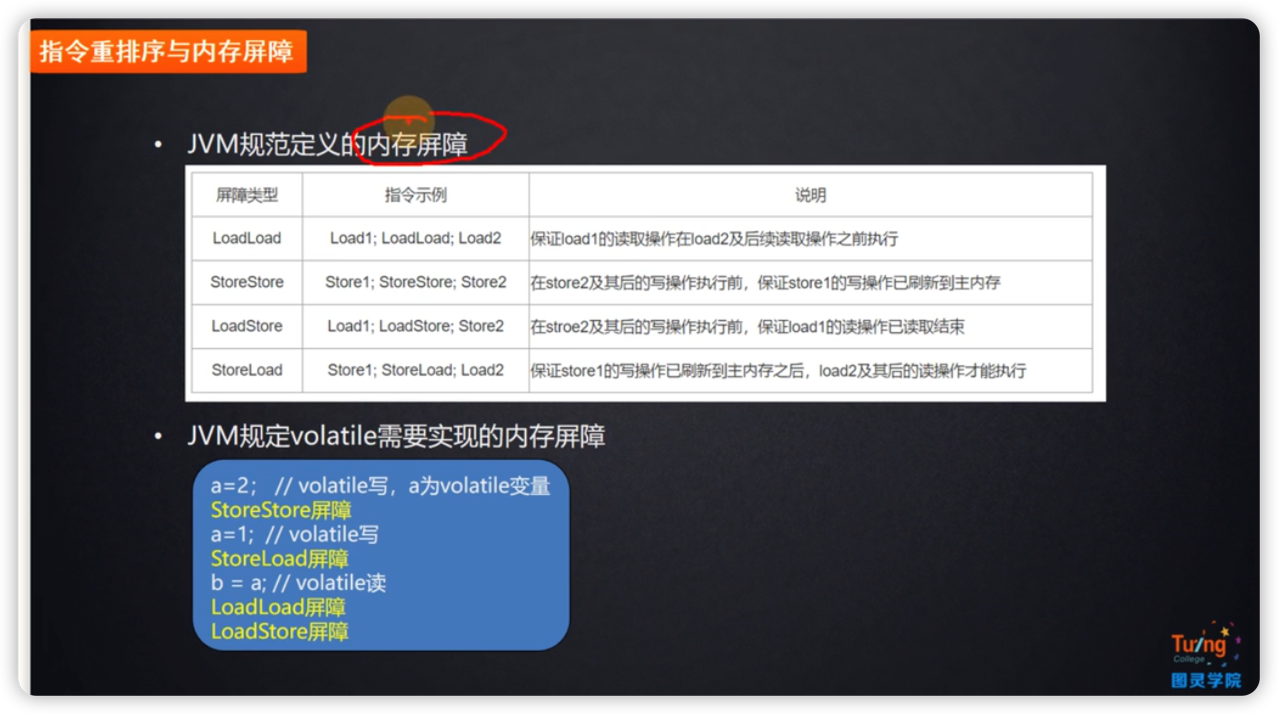 指令重排序与内存屏障
• JVM规范定义的内存屏障
屏障类型 指令示例 说明
LoadLoad Load1; LoadLoad; Load2 保证load1的读取操作在load2及后续读取操作之前执行
StoreStore Store1; StoreStore; Store2 在store2及其后的写操作执行前，保证store1的写操作已刷新到主内存
LoadStore Load1; LoadStore; Store2 在stroe2及其后的写操作执行前，保证load1的读操作已读取结束
StoreLoad Store1; StoreLoad; Load2 保证store1的写操作已刷新到主内存之后，load2及其后的读操作才能执行
• JVM规定volatile需要实现的内存屏障
a=2; // volatile写，a为volatile变量
StoreStore屏障
a=1; // volatile写
StoreLoad屏障
b = a; // volatile读
LoadLoad屏障
LoadStore屏障
Turing
College
图灵学院